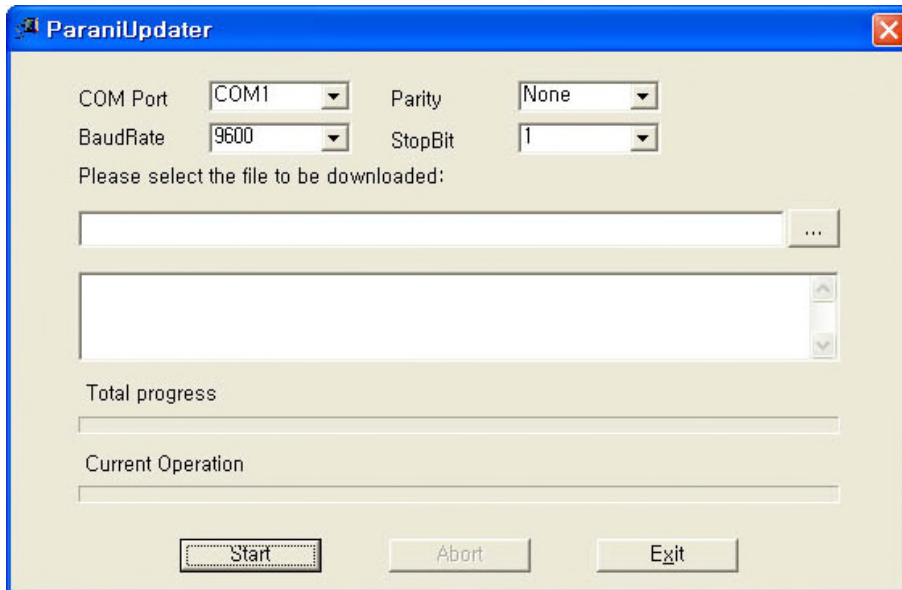 ParaniUpdater
COM Port COM1 Parity None
BaudRate 9600 StopBit 1
Please select the file to be downloaded:
...
Total progress
Current Operation
Start Abort Exit